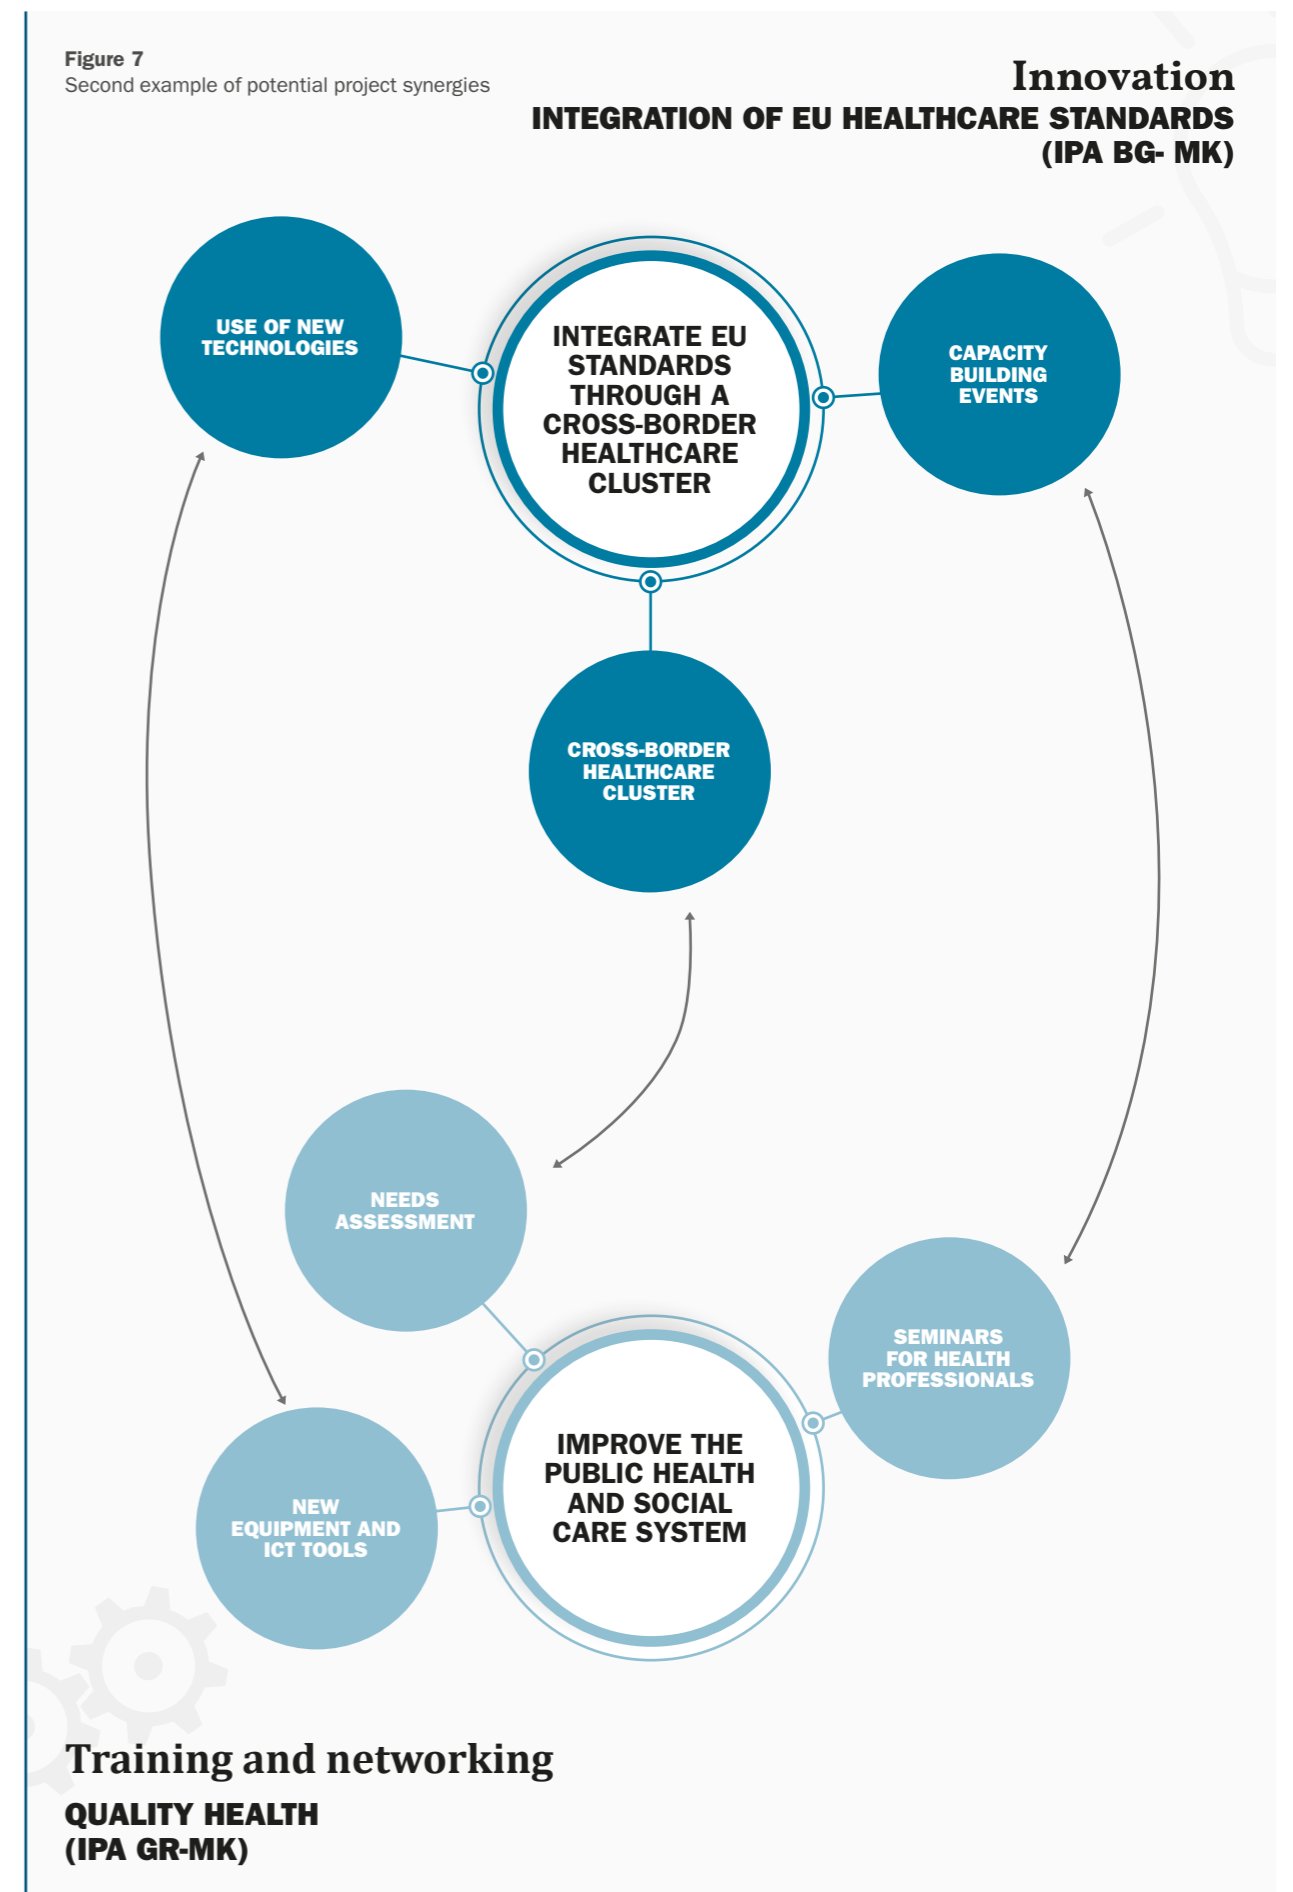 Figure 7
Second example of potential project synergies
Innovation
INTEGRATION OF EU HEALTHCARE STANDARDS
(IPA BG- MK)
USE OF NEW
TECHNOLOGIES
INTEGRATE EU
STANDARDS
THROUGH A
CROSS-BORDER
HEALTHCARE
CLUSTER
CAPACITY
BUILDING
EVENTS
CROSS-BORDER
HEALTHCARE
CLUSTER
NEEDS
ASSESSMENT
SEMINARS
FOR HEALTH
PROFESSIONALS
IMPROVE THE
PUBLIC HEALTH
AND SOCIAL
CARE SYSTEM
NEW
EQUIPMENT AND
ICT TOOLS
Training and networking
QUALITY HEALTH
(IPA GR-MK)